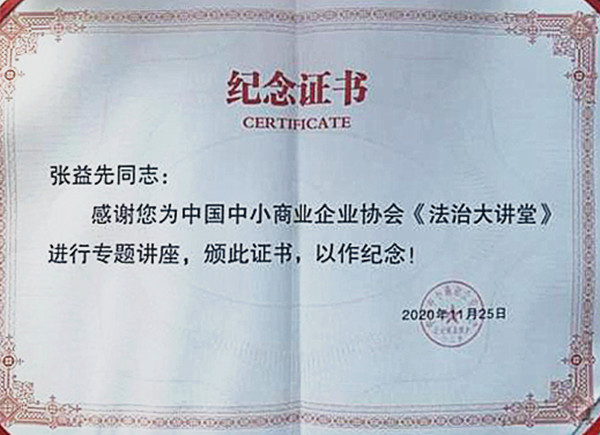 纪念证书
CERTIFICATE
张益先同志：
感谢您为中国中小商业企业协会《法治大讲堂》
进行专题讲座，颁此证书，以作纪念！
2020年11月25日